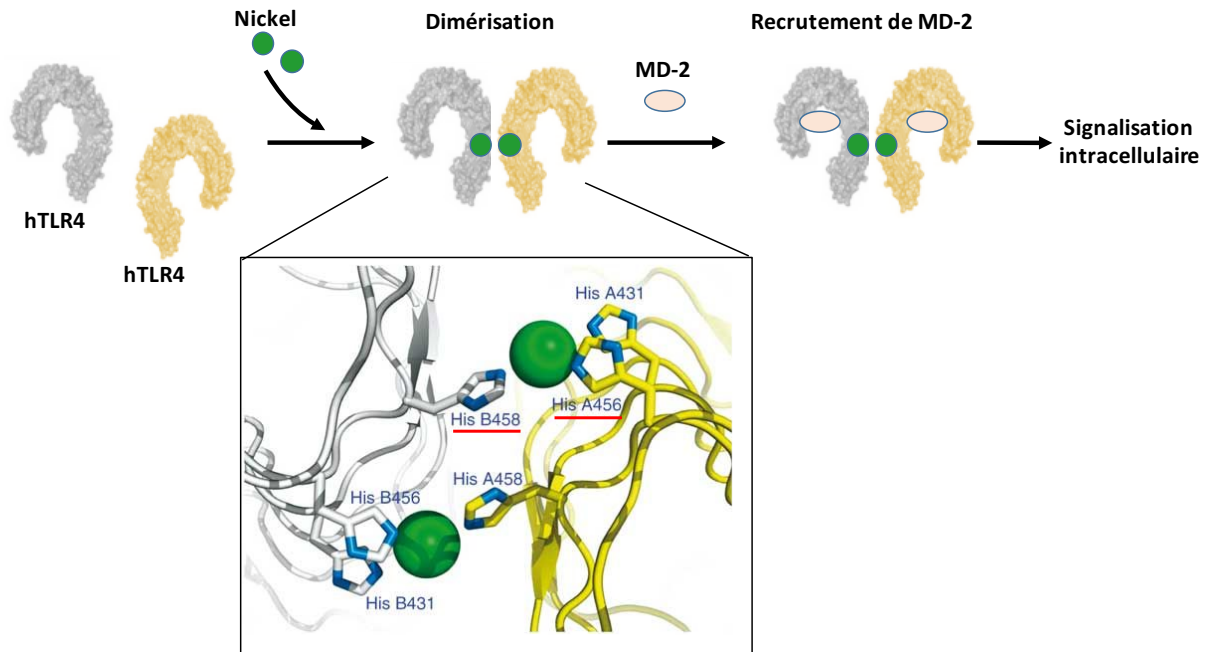 Nickel
Dimérisation
Recrutement de MD-2
MD-2
Signalisation
intracellulaire
hTLR4
hTLR4
His A431
His B458
His A456
His A458
His B456
His B431